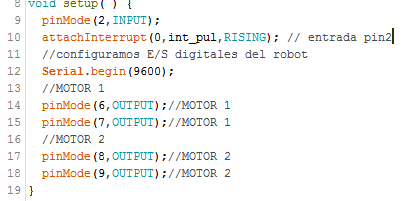 8 void setup( ) {
9 pinMode(2,INPUT);
10 attachInterrupt(0,int_pul,RISING); // entrada pin2
11 //configuramos E/S digitales del robot
12 Serial.begin(9600);
13 //MOTOR 1
14 pinMode(6,OUTPUT);//MOTOR 1
15 pinMode(7,OUTPUT);//MOTOR 1
16 //MOTOR 2
17 pinMode(8,OUTPUT);//MOTOR 2
18 pinMode(9,OUTPUT);//MOTOR 2
19 }